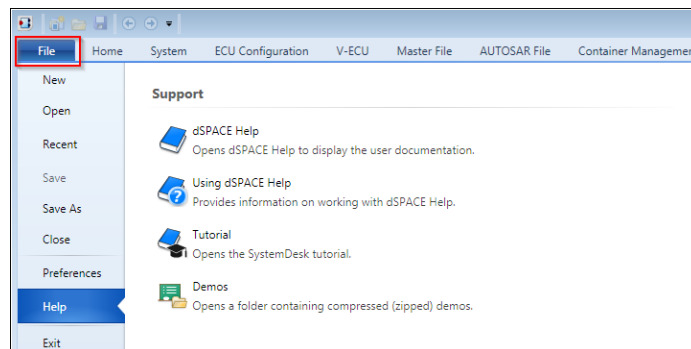 File Home System ECU Configuration V-ECU Master File AUTOSAR File
New
Open
Recent
Save
Save As
Close
Preferences
Help
Exit
Support
dSPACE Help
Opens dSPACE Help to display the user documentation.
Using dSPACE Help
Provides information on working with dSPACE Help.
Tutorial
Opens the SystemDesk tutorial.
Demos
Opens a folder containing compressed (zipped) demos.